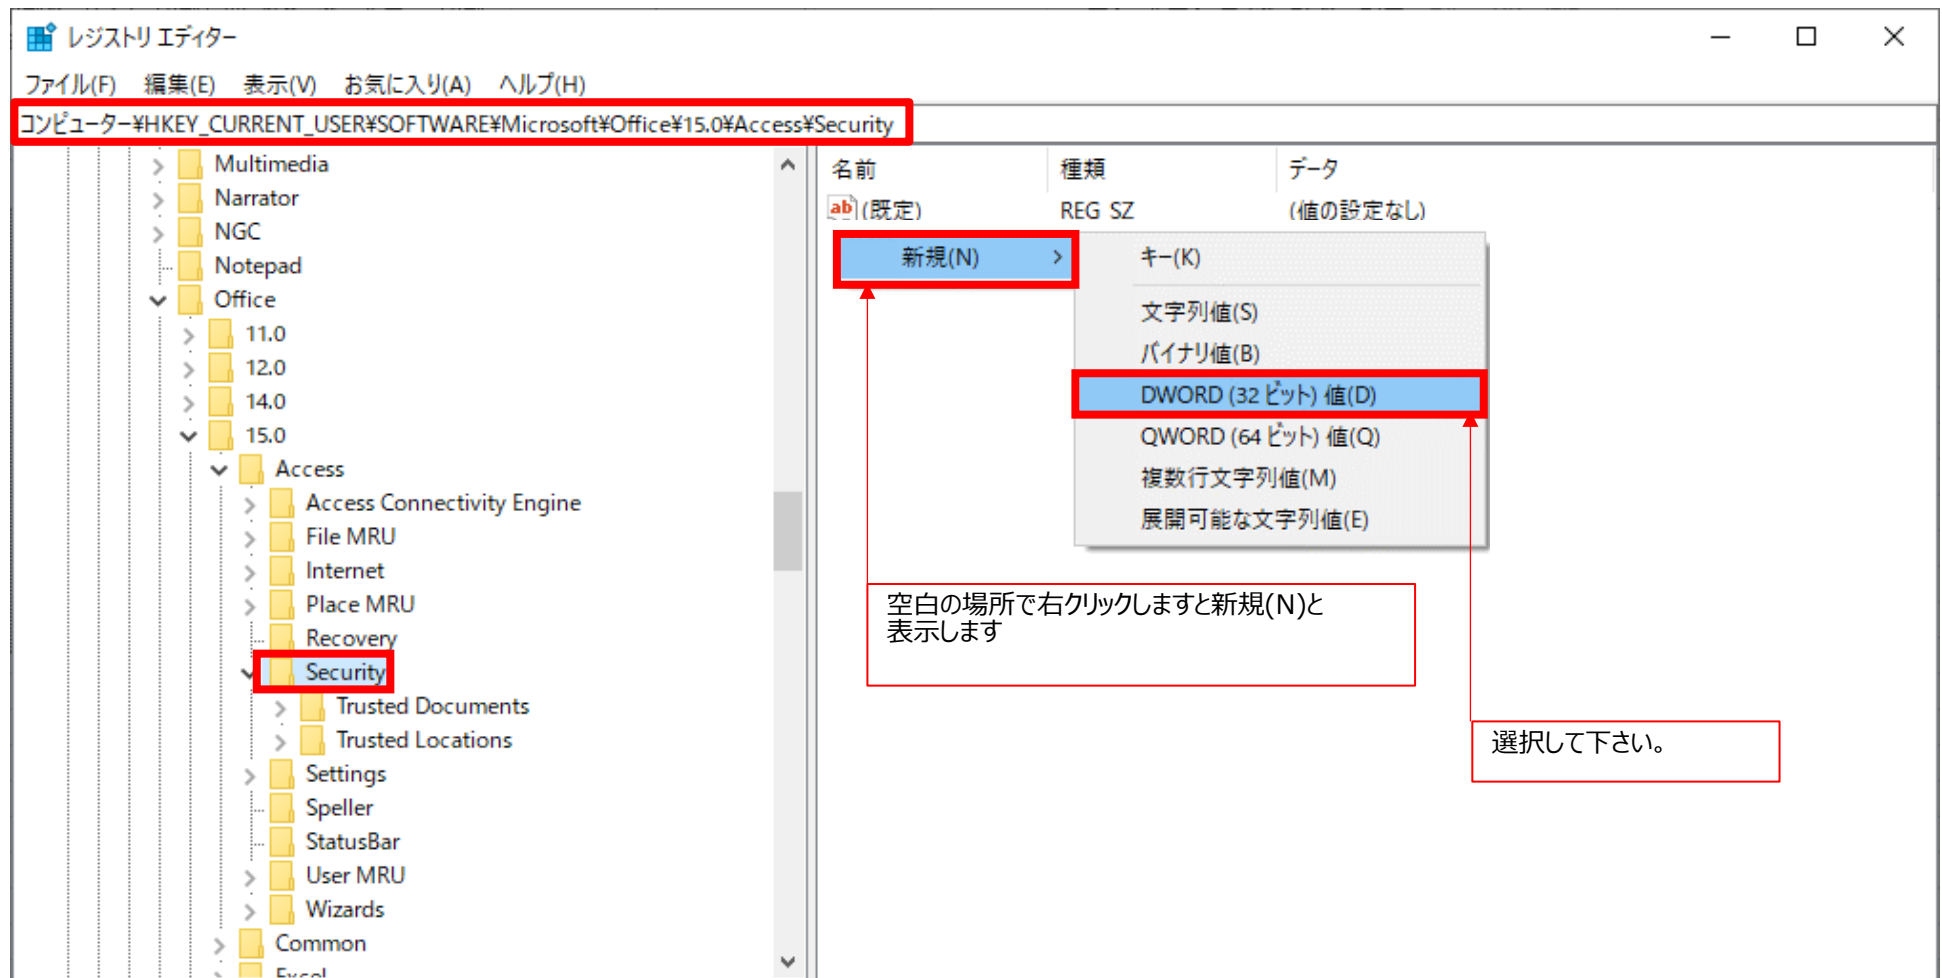 レジストリ エディター
ファイル(F) 編集(E) 表示(V) お気に入り(A) ヘルプ(H)
コンピューター¥HKEY_CURRENT_USER¥SOFTWARE¥Microsoft¥Office¥15.0¥Access¥Security
Multimedia
Narrator
NGC
Notepad
Office
11.0
12.0
14.0
15.0
Access
Access Connectivity Engine
File MRU
Internet
Place MRU
Recovery
Security
Trusted Documents
Trusted Locations
Settings
Speller
StatusBar
User MRU
Wizards
Common
Excel
名前 種類 データ
ab (既定) REG_SZ (値の設定なし)
新規(N)
キー(K)
文字列値(S)
バイナリ値(B)
DWORD (32 ビット) 値(D)
QWORD (64 ビット) 値(Q)
複数行文字列値(M)
展開可能な文字列値(E)
空白の場所で右クリックしますと新規(N)と
表示します
選択して下さい。